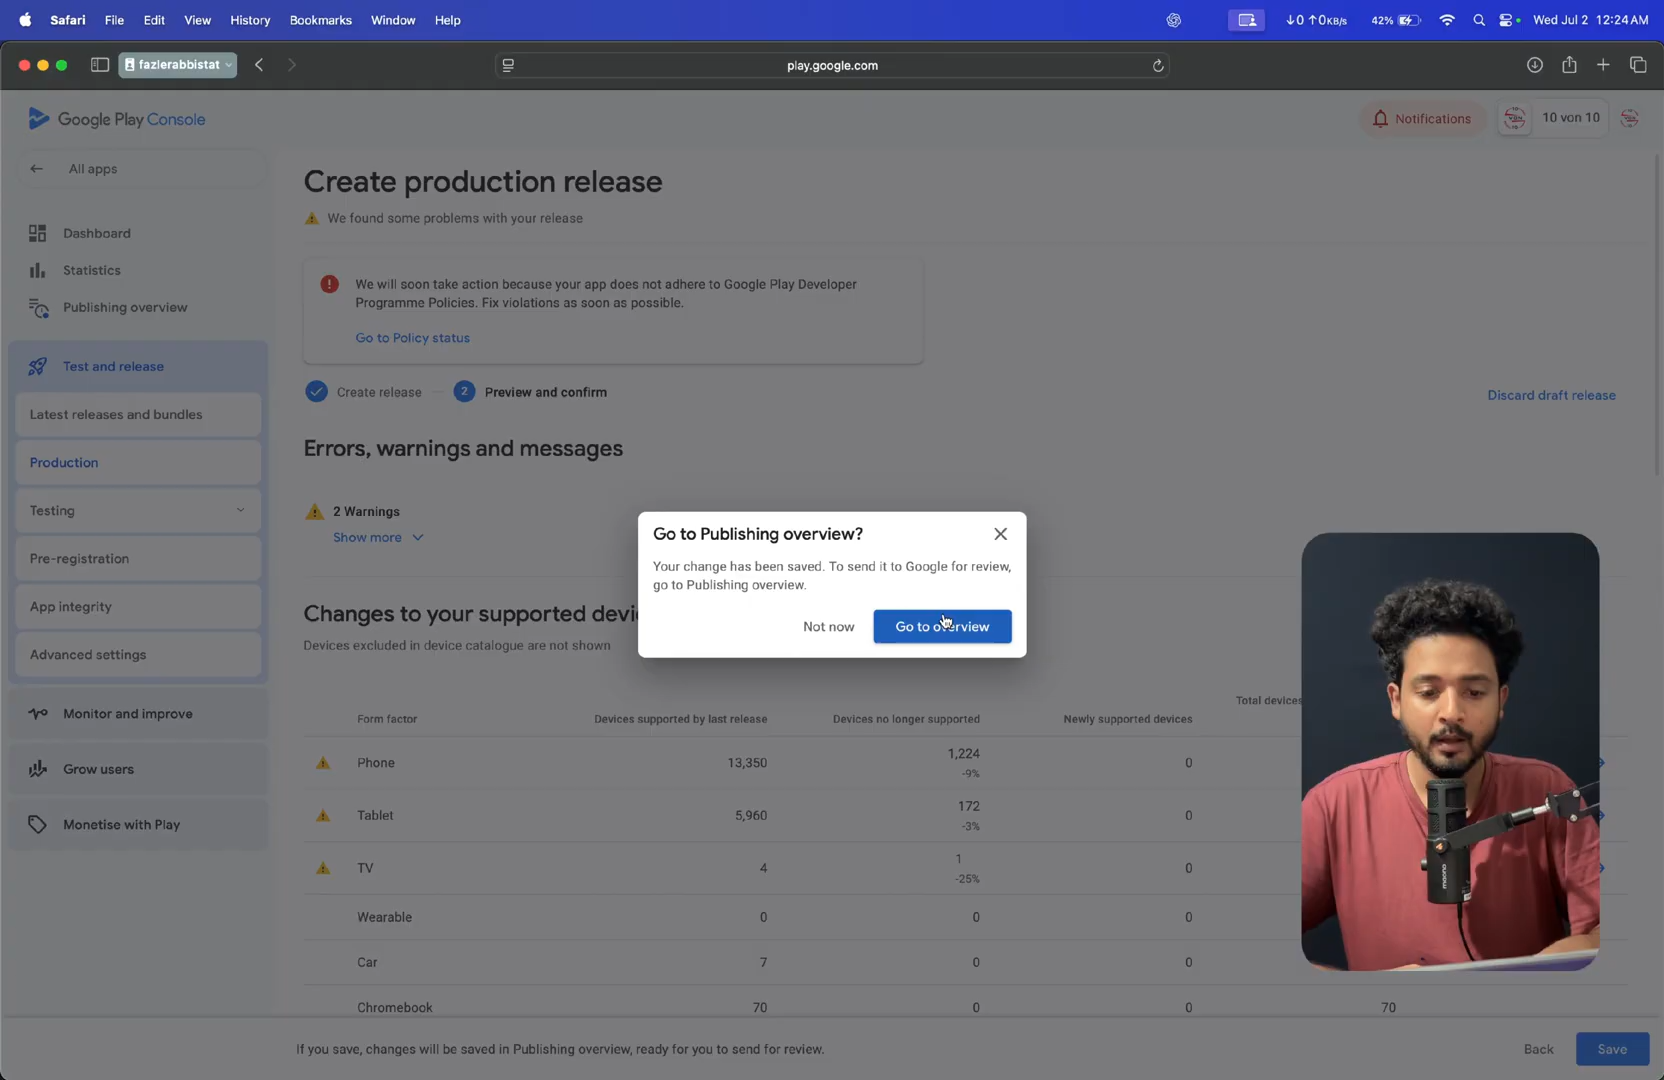 Safari File Edit View History Bookmarks Window Help ↓0 ↑0KB/s 42% Wed Jul 2 12:24 AM
fazlerabbistat play.google.com
Google Play Console Notifications 10 von 10
All apps
Create production release
We found some problems with your release
Dashboard
Statistics
Publishing overview
We will soon take action because your app does not adhere to Google Play Developer
Programme Policies. Fix violations as soon as possible.
Go to Policy status
Test and release
Create release 2 Preview and confirm Discard draft release
Latest releases and bundles
Errors, warnings and messages
Production
Testing
2 Warnings
Show more
Pre-registration
App integrity
Advanced settings
Monitor and improve
Grow users
Monetise with Play
Go to Publishing overview?
Your change has been saved. To send it to Google for review,
go to Publishing overview.
Not now Go to overview
Changes to your supported devi
Devices excluded in device catalogue are not shown
Total devices
Form factor Devices supported by last release Devices no longer supported Newly supported devices
Phone 13,350 1,224 0
-9%
Tablet 5,960 172 0
-3%
TV 4 1 0
-25%
Wearable 0 0 0
Car 7 0 0
Chromebook 70 0 0 70
If you save, changes will be saved in Publishing overview, ready for you to send for review. Back Save
maono